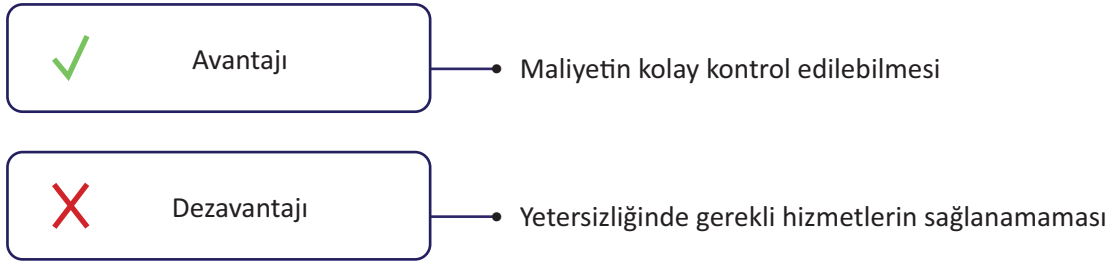 Avantajı
Maliyetin kolay kontrol edilebilmesi
Dezavantajı
Yetersizliğinde gerekli hizmetlerin sağlanamaması